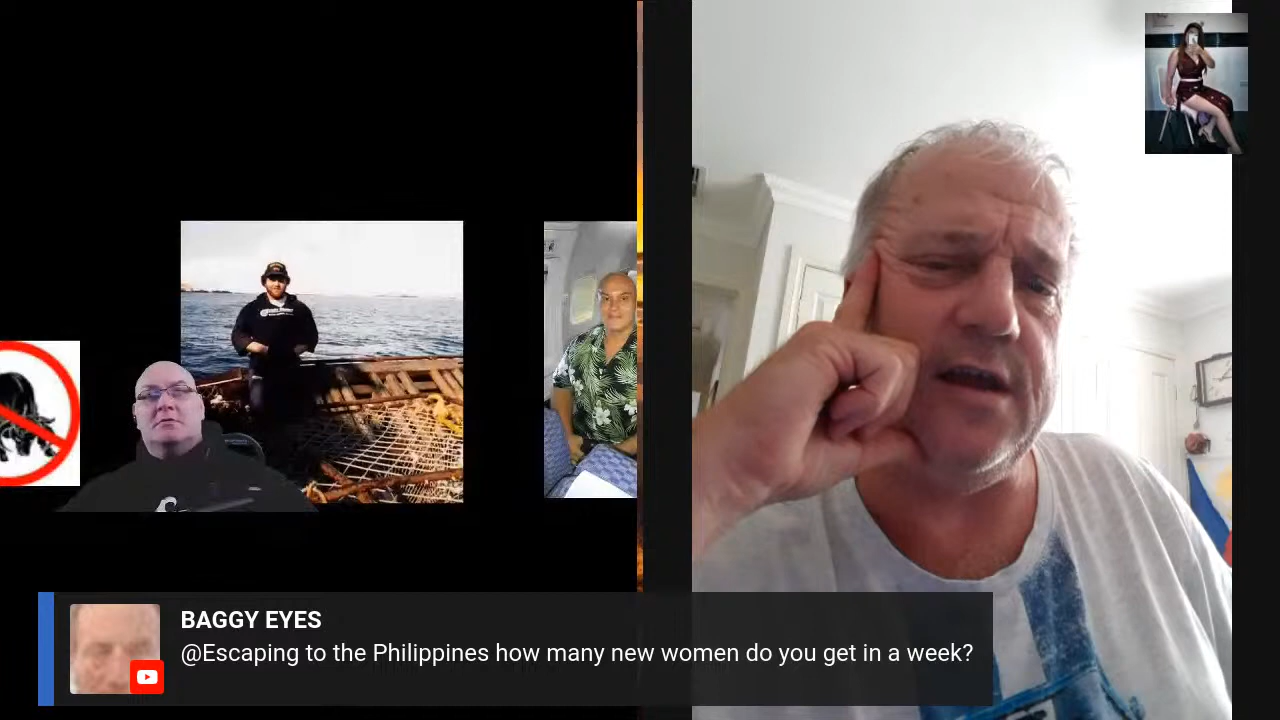 BAGGY EYES
@Escaping to the Philippines how many new women do you get in a week?